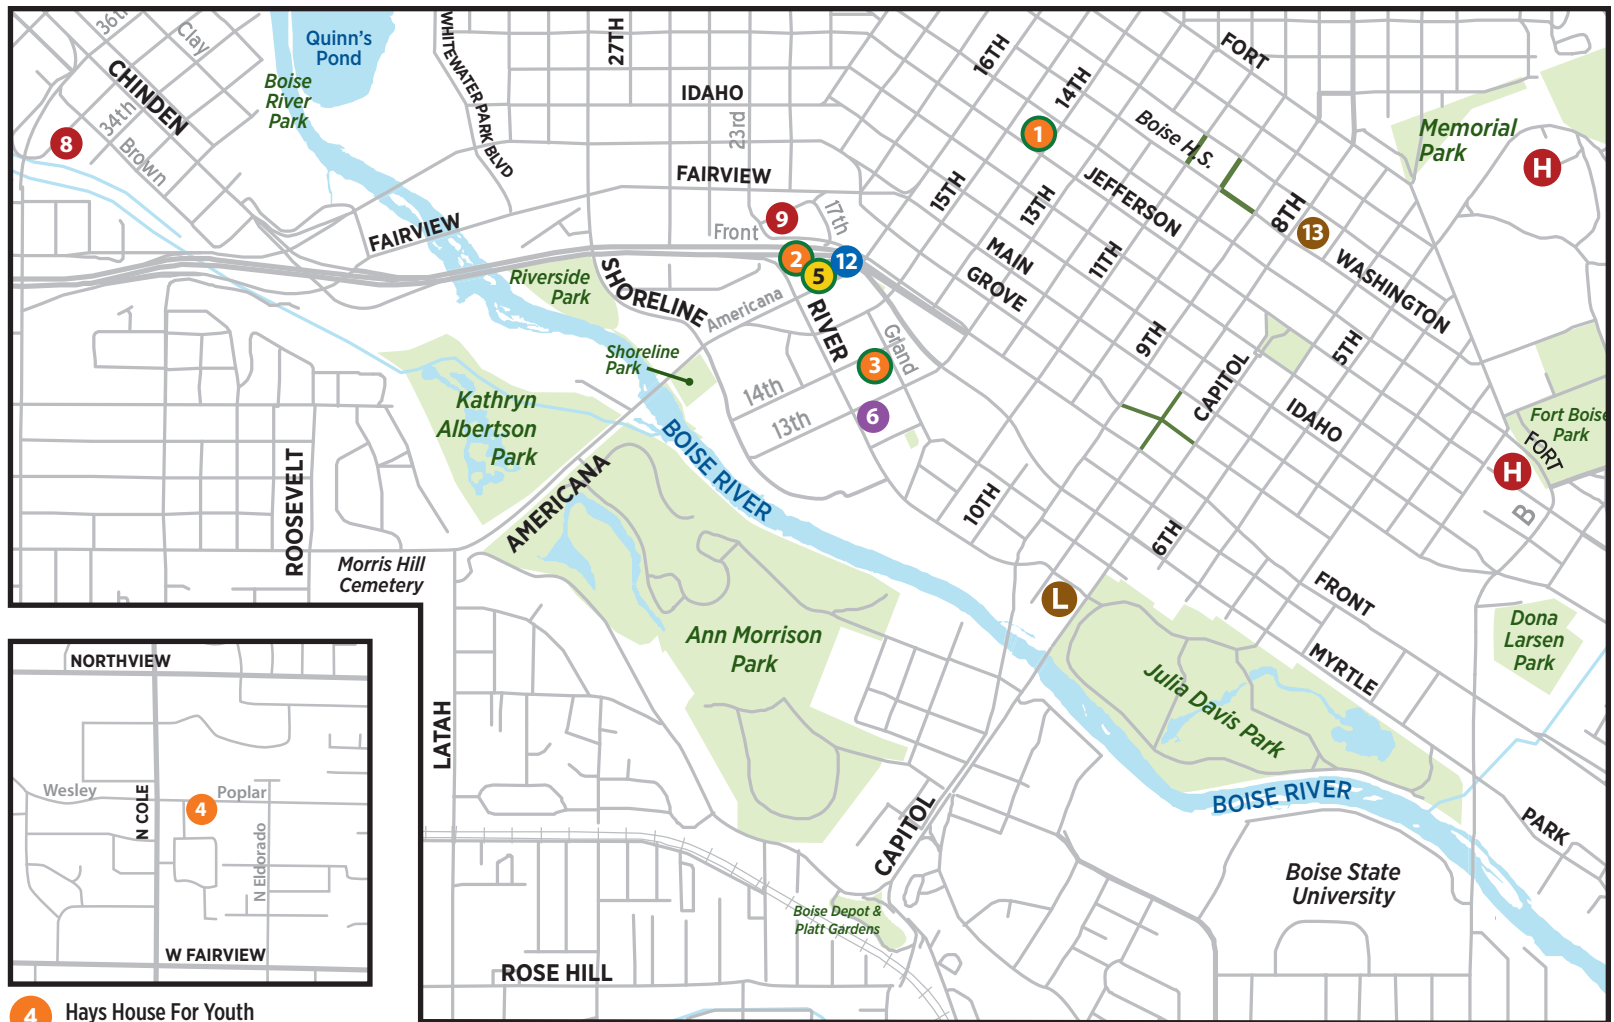 36th
Clay
Quinn's
Pond
WHITEWATER PARK BLVD
27TH
16TH
FORT
CHINDEN
Boise
River
Park
IDAHO
14TH
34th
23rd
1
Boise H.S.
Memorial
Park
8
Brown
H
FAIRVIEW
JEFFERSON
15TH
13TH
8TH
13
9
17th
FAIRVIEW
Front
MAIN
11TH
WASHINGTON
2
5
12
GROVE
Riverside
Park
SHORELINE
Americana
RIVER
Grand
9TH
5TH
Shoreline
Park
3
CAPITOL
14th
Kathryn
Albertson
Park
6
13th
IDAHO
Fort Boise
Park
FORT
BOISE RIVER
H
ROOSEVELT
AMERICANA
10TH
B
6TH
Morris Hill
Cemetery
FRONT
L
Ann Morrison
Park
Dona
Larsen
Park
MYRTLE
Julia Davis Park
NORTHVIEW
LATAH
Wesley
N COLE
Poplar
4
BOISE RIVER
PARK
CAPITOL
N Eldorado
Boise State
University
Boise Depot &
Platt Gardens
W FAIRVIEW
ROSE HILL
4
Hays House For Youth